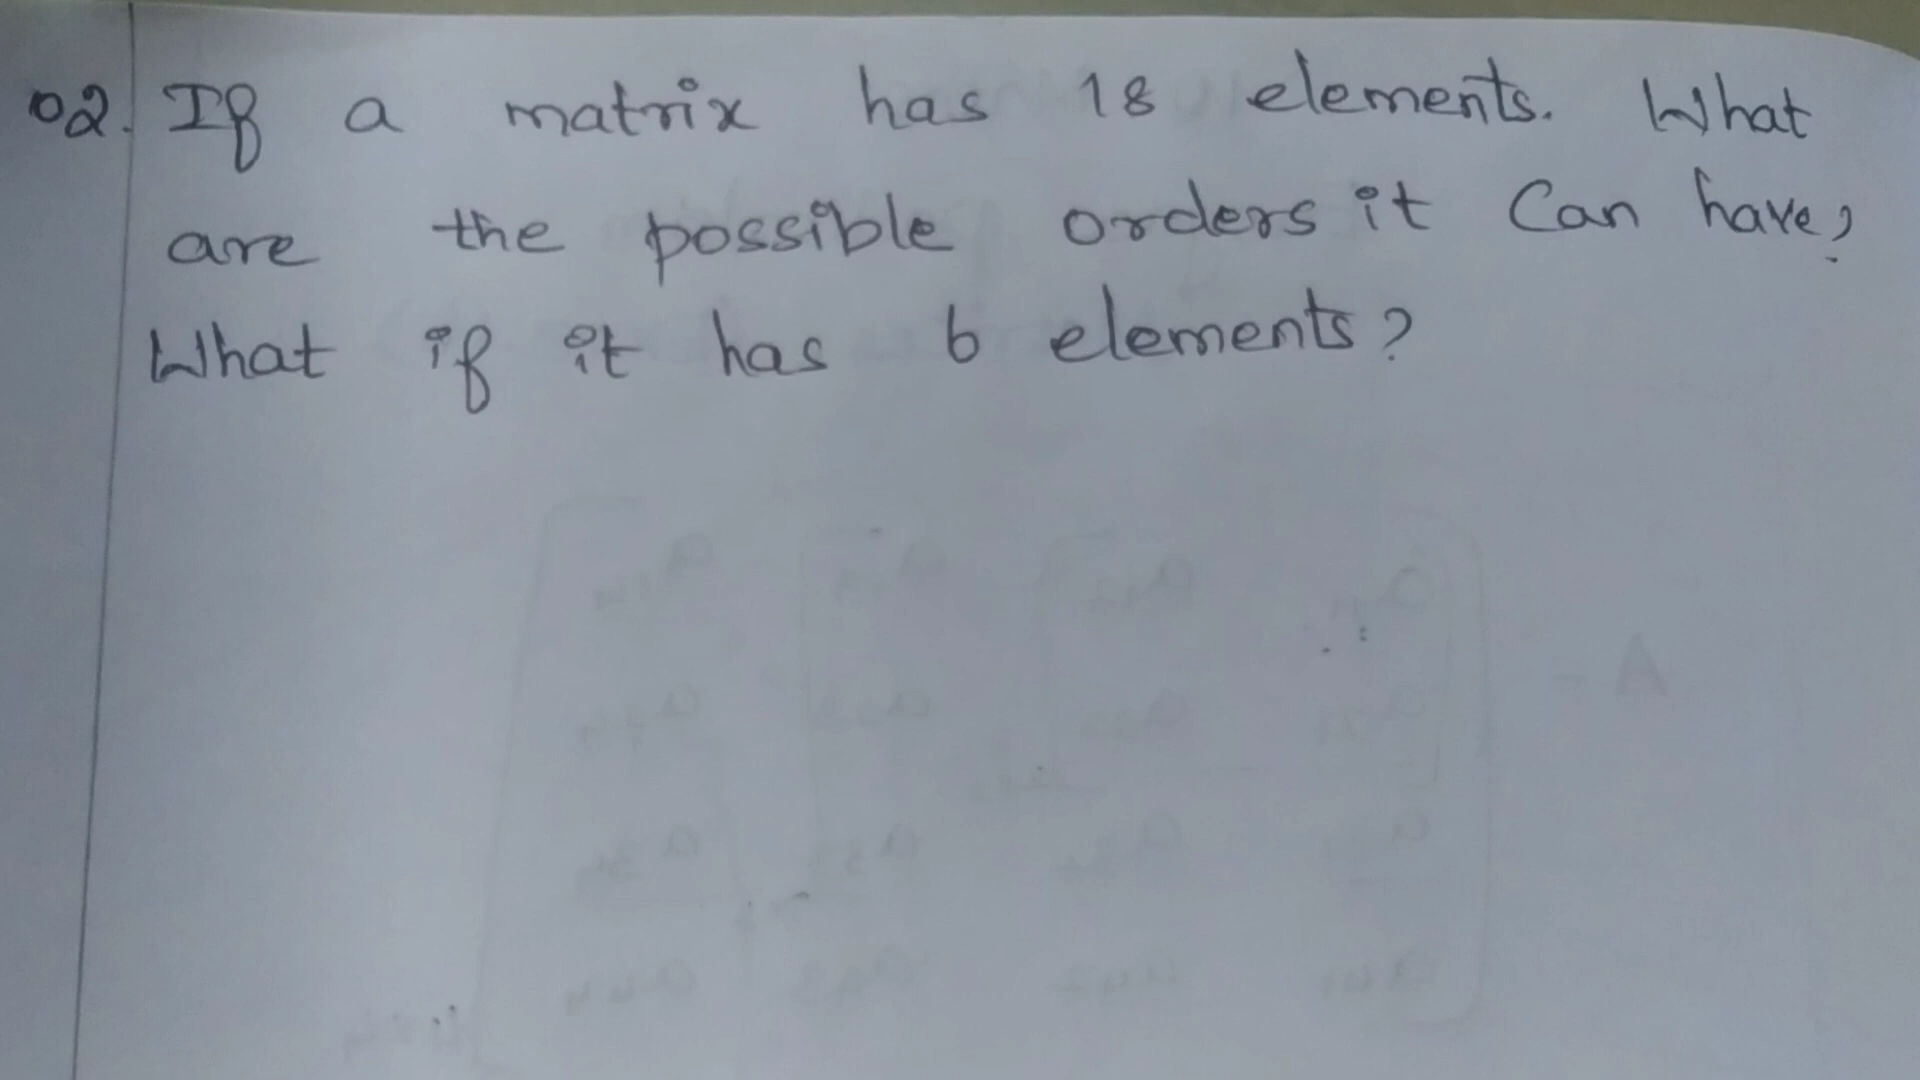 02. If a matrix has 18 elements. What
are the possible orders it Can have?
What if it has 6 elements?